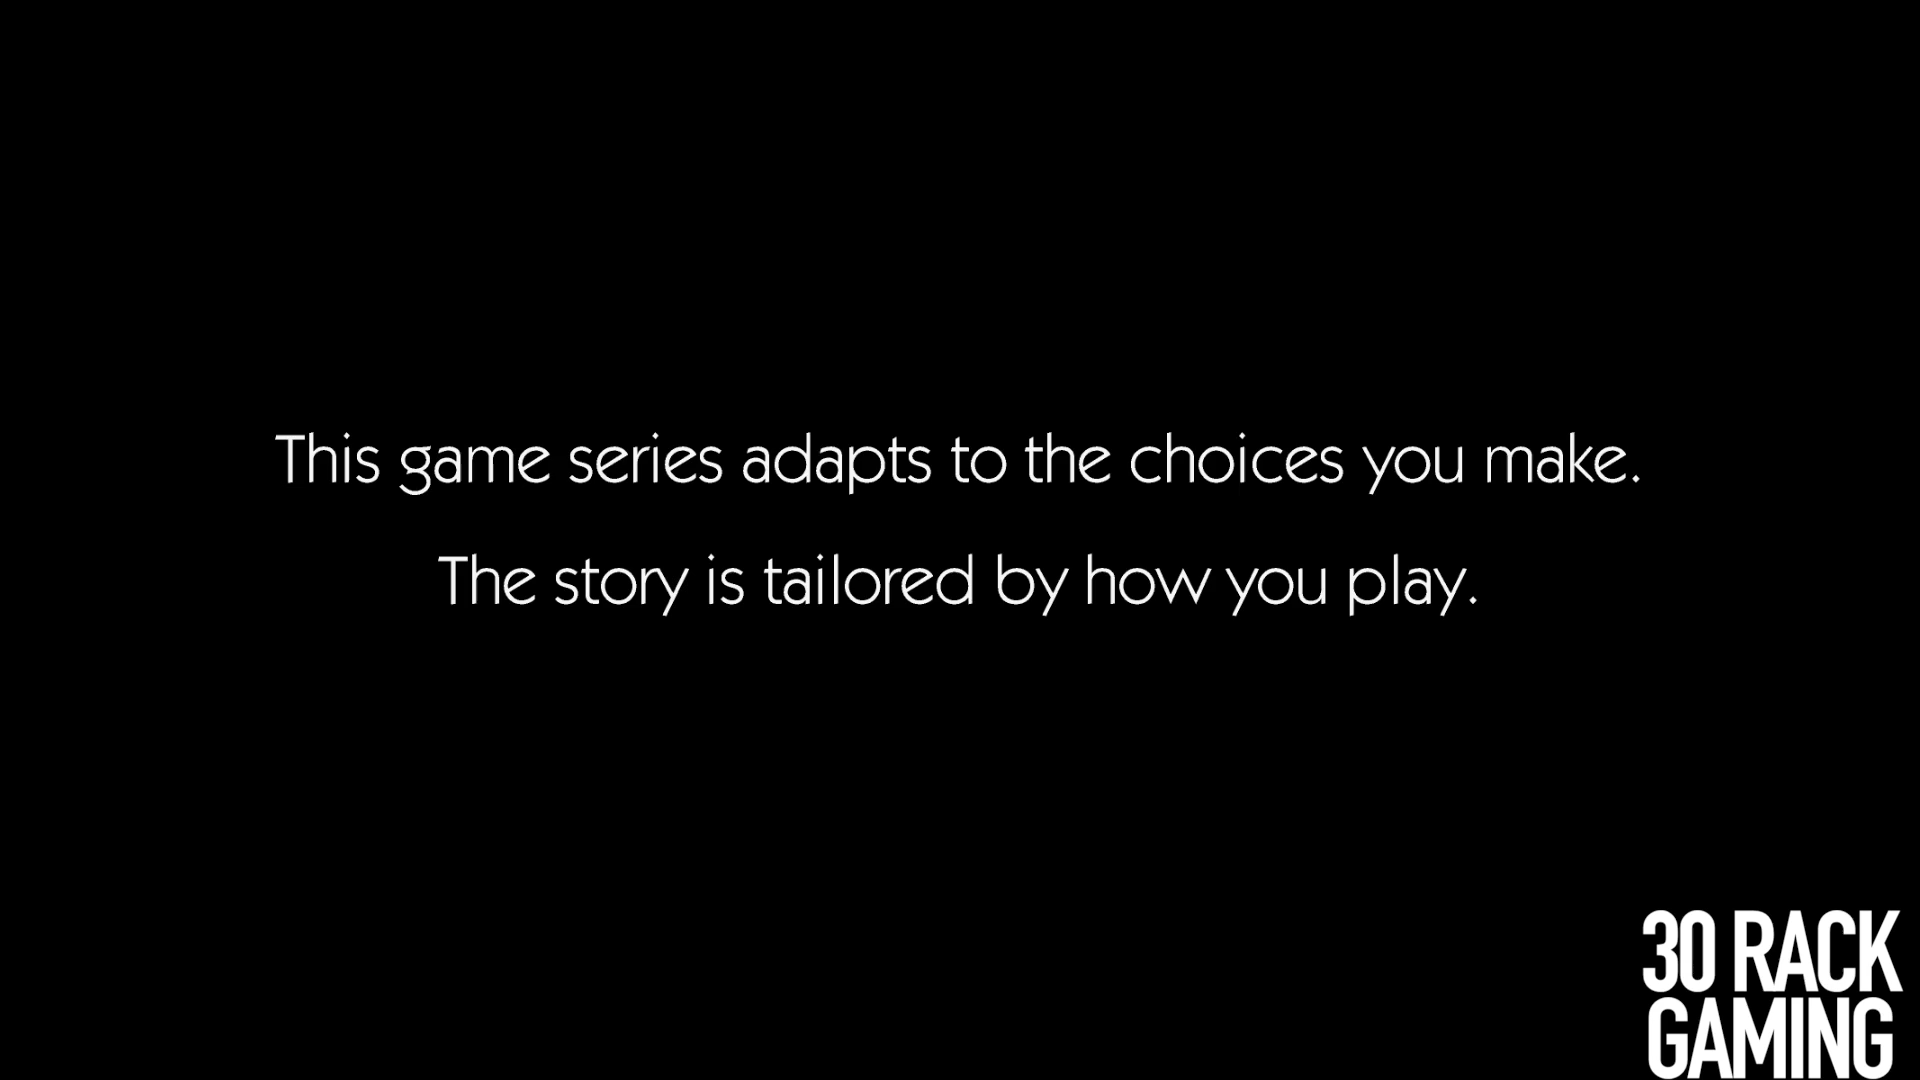 This game series adapts to the choices you make.
The story is tailored by how you play.
30 RACK
GAMING